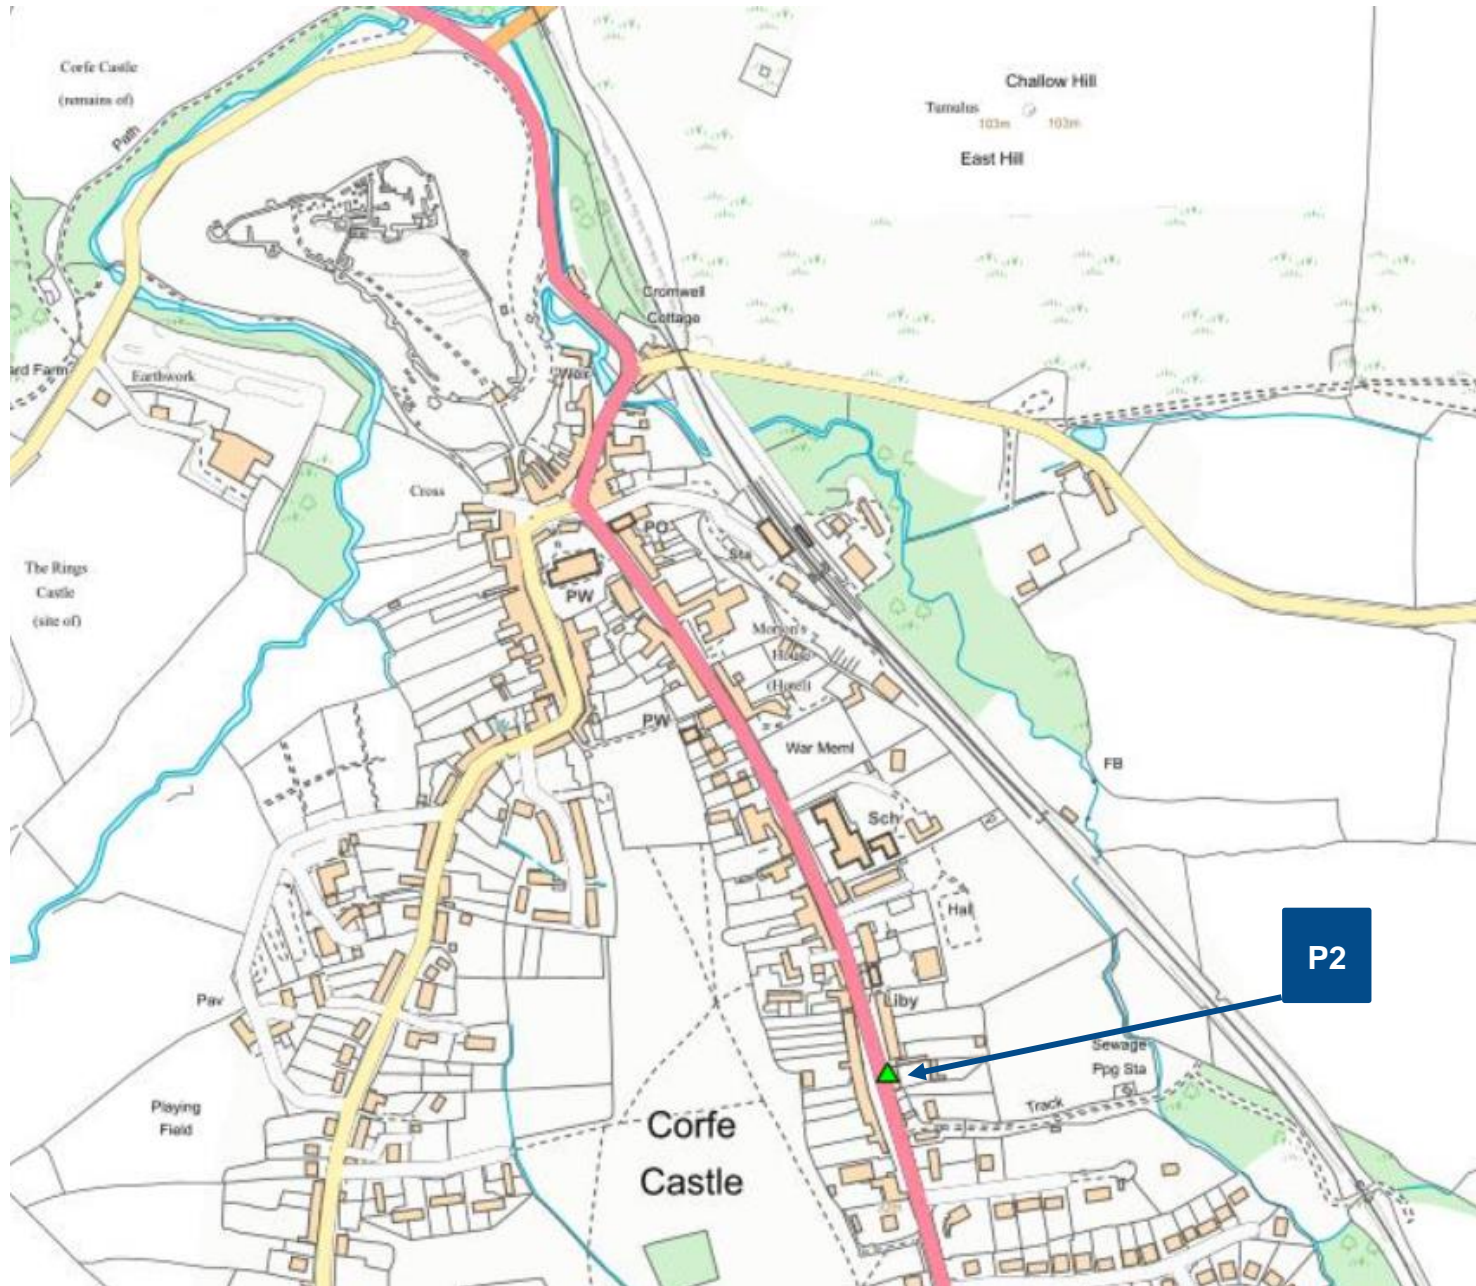 Corfe Castle
(remains of)
Path
Challow Hill
Tumulus
103m
103m
East Hill
Cromwell
Cottage
ard Farm
Earthwork
Weir
Cross
PO
Sta
The Rings
Castle
(site of)
PW
Morton's
House
(Hotel)
PW
War Meml
FB
Sch
Hall
P2
Pav
Liby
Sewage
Ppg Sta
Track
Playing
Field
Corfe
Castle